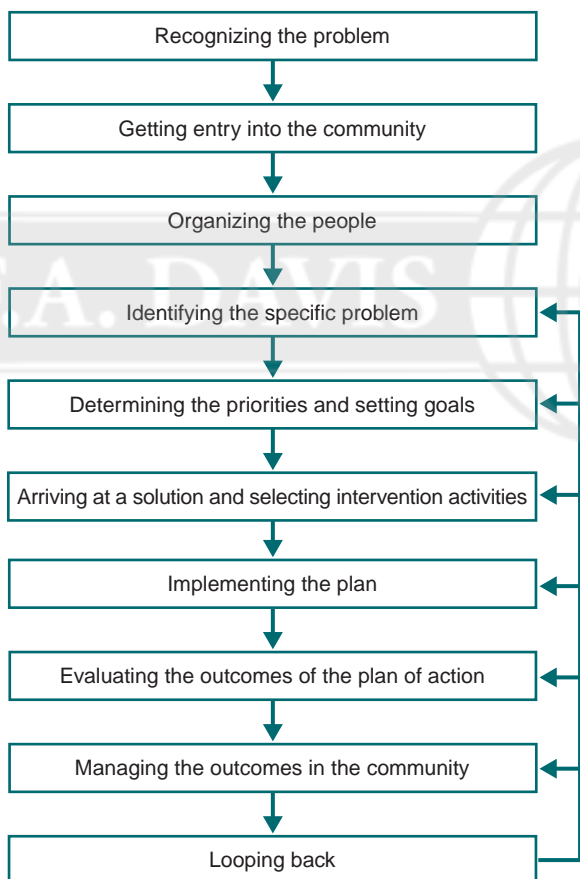 Recognizing the problem
Getting entry into the community
Organizing the people
F.A. DAVIS
Identifying the specific problem
Determining the priorities and setting goals
Arriving at a solution and selecting intervention activities
Implementing the plan
Evaluating the outcomes of the plan of action
Managing the outcomes in the community
Looping back